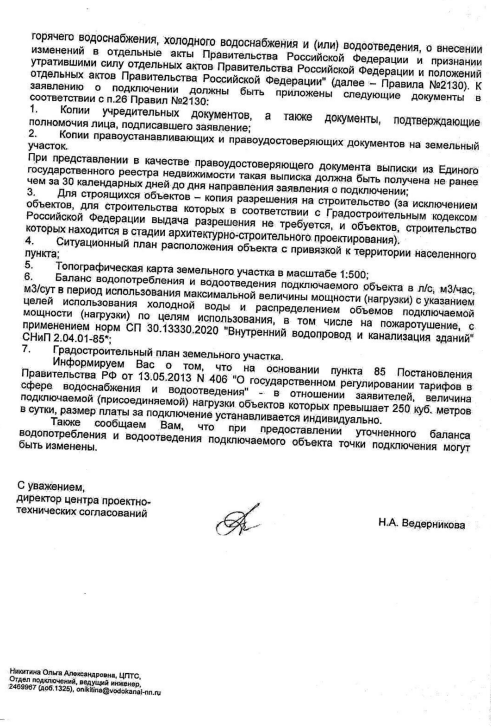 горячего водоснабжения, холодного водоснабжения и (или) водоотведения, о внесении
изменений в отдельные акты Правительства Российской Федерации и признании
утратившими силу отдельных актов Правительства Российской Федерации и положений
отдельных актов Правительства Российской Федерации" (далее – Правила №2130). К
заявлению о подключении должны быть приложены следующие документы в
соответствии с п.26 Правил №2130:
1. Копии учредительных документов, а также документы, подтверждающие
полномочия лица, подписавшего заявление;
2. Копии правоустанавливающих и правоудостоверяющих документов на земельный
участок.
При представлении в качестве правоудостоверяющего документа выписки из Единого
государственного реестра недвижимости такая выписка должна быть получена не ранее
чем за 30 календарных дней до дня направления заявления о подключении;
3. Для строящихся объектов – копия разрешения на строительство (за исключением
объектов, для строительства которых в соответствии с Градостроительным кодексом
Российской Федерации выдача разрешения не требуется, и объектов, строительство
которых находится в стадии архитектурно-строительного проектирования).
4. Ситуационный план расположения объекта с привязкой к территории населенного
пункта;
5. Топографическая карта земельного участка в масштабе 1:500;
6. Баланс водопотребления и водоотведения подключаемого объекта в л/с, м3/час,
м3/сут в период использования максимальной величины мощности (нагрузки) с указанием
целей использования холодной воды и распределением объемов подключаемой
мощности (нагрузки) по целям использования, в том числе на пожаротушение, с
применением норм СП 30.13330.2020 "Внутренний водопровод и канализация зданий"
СНиП 2.04.01-85*;
7. Градостроительный план земельного участка.
Информируем Вас о том, что на основании пункта 85 Постановления
Правительства РФ от 13.05.2013 N 406 "О государственном регулировании тарифов в
сфере водоснабжения и водоотведения" - в отношении заявителей, величина
подключаемой (присоединяемой) нагрузки объектов которых превышает 250 куб. метров
в сутки, размер платы за подключение устанавливается индивидуально.
Также сообщаем Вам, что при предоставлении уточненного баланса
водопотребления и водоотведения подключаемого объекта точки подключения могут
быть изменены.
С уважением,
директор центра проектно-
технических согласований
Н.А. Ведерникова
Никитина Ольга Александровна, ЦПТС,
Отдел подключений, ведущий инженер,
2469967 (доб.1325), onikitina@vodokanal-nn.ru